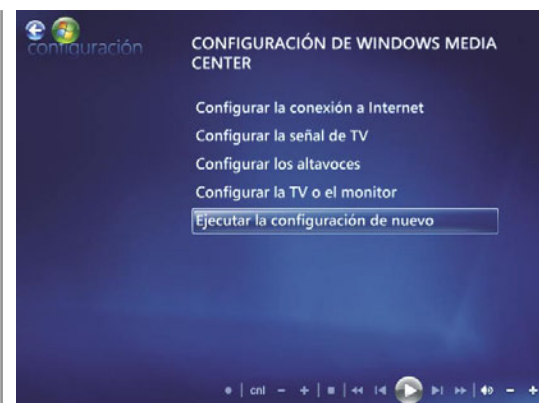 configuración
CONFIGURACIÓN DE WINDOWS MEDIA
CENTER
Configurar la conexión a Internet
Configurar la señal de TV
Configurar los altavoces
Configurar la TV o el monitor
Ejecutar la configuración de nuevo
cnl - +
- +